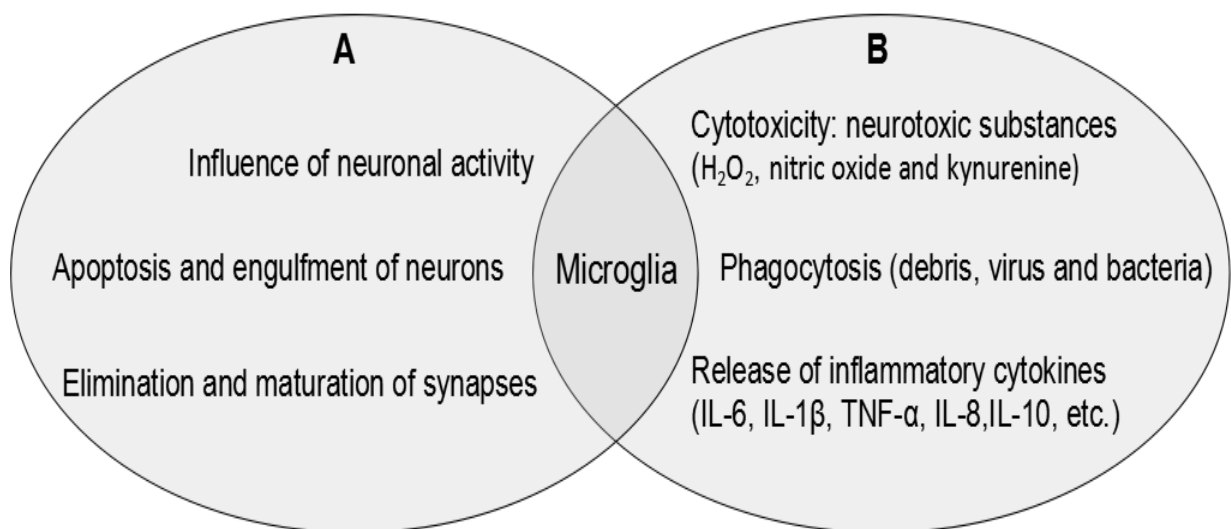 A
Influence of neuronal activity
Apoptosis and engulfment of neurons
Elimination and maturation of synapses
Microglia
B
Cytotoxicity: neurotoxic substances
(H₂O₂, nitric oxide and kynurenine)
Phagocytosis (debris, virus and bacteria)
Release of inflammatory cytokines
(IL-6, IL-1β, TNF-α, IL-8,IL-10, etc.)